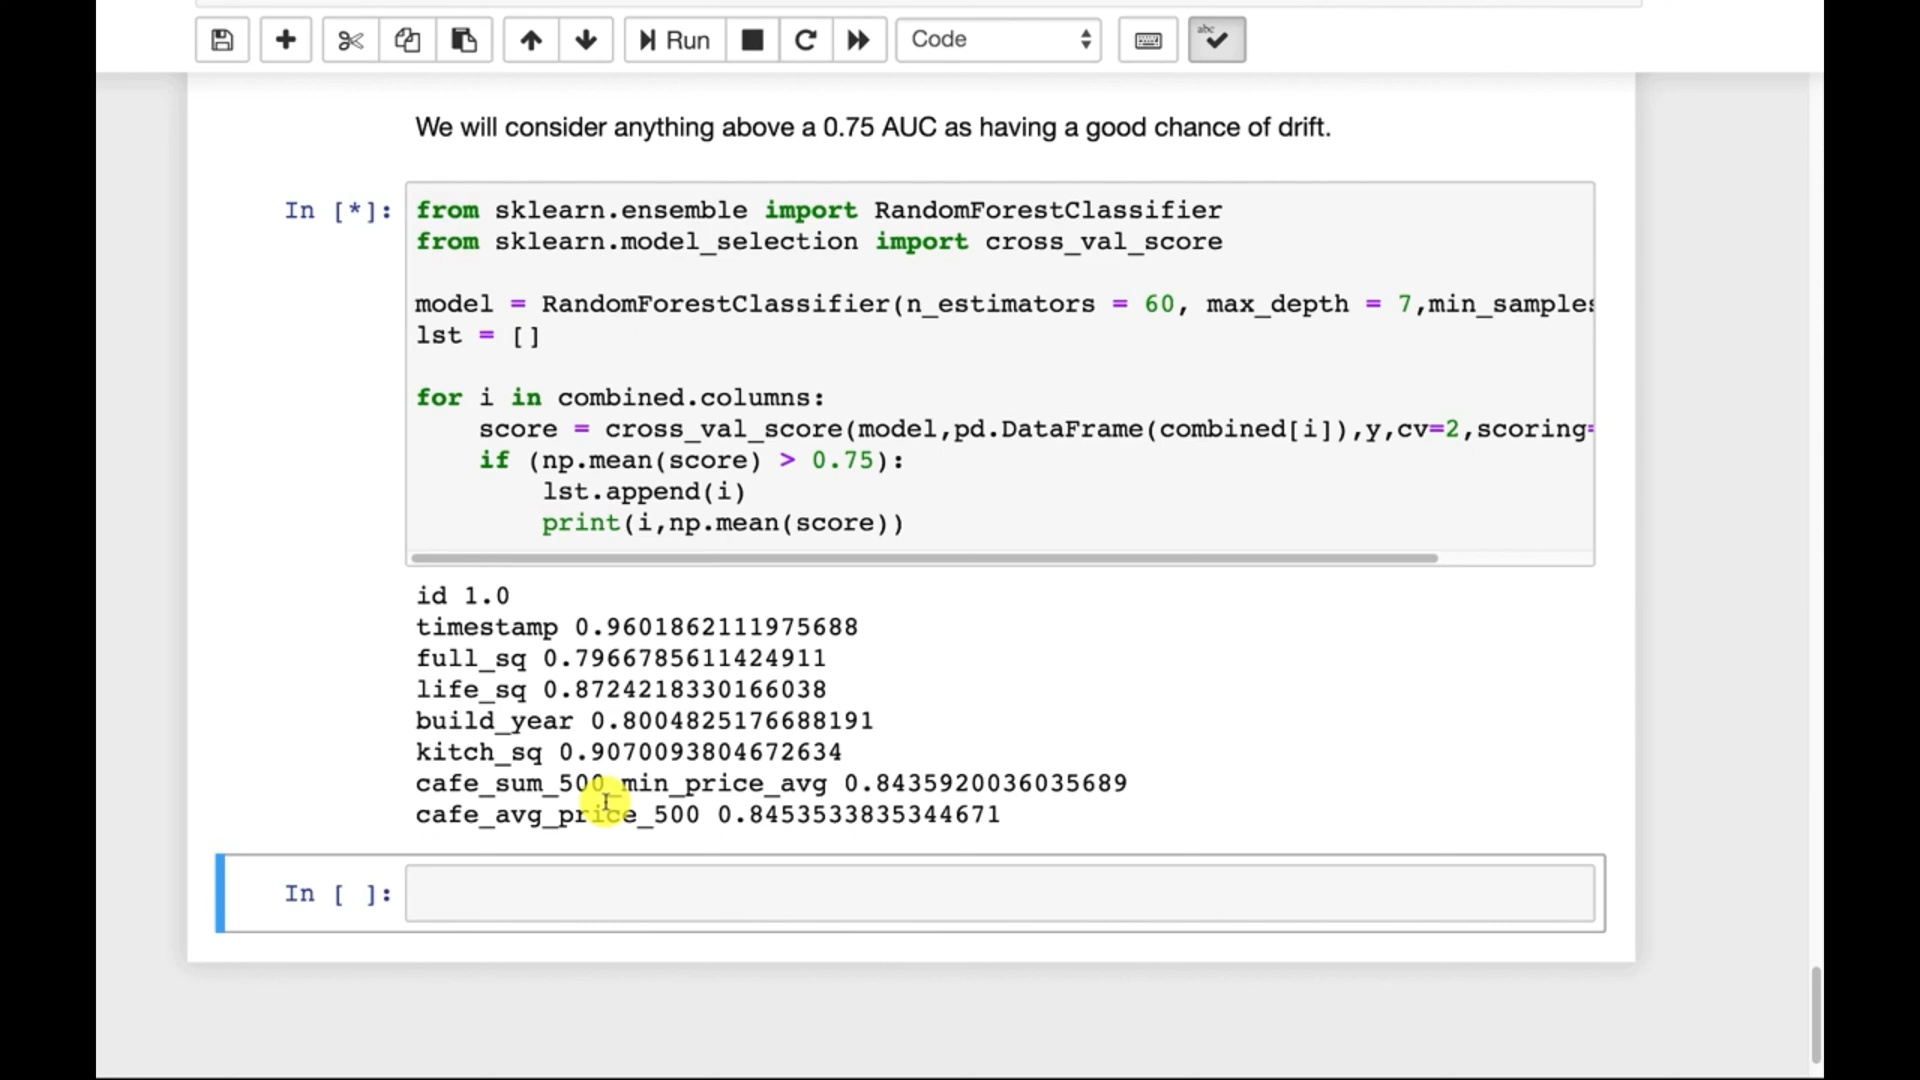 Run
Code
abc
We will consider anything above a 0.75 AUC as having a good chance of drift.
In [*]:
from sklearn.ensemble import RandomForestClassifier
from sklearn.model_selection import cross_val_score
model = RandomForestClassifier(n_estimators = 60, max_depth = 7,min_samples
lst = []
for i in combined.columns:
    score = cross_val_score(model,pd.DataFrame(combined[i]),y,cv=2,scoring=
    if (np.mean(score) > 0.75):
        lst.append(i)
        print(i,np.mean(score))
id 1.0
timestamp 0.9601862111975688
full_sq 0.7966785611424911
life_sq 0.8724218330166038
build_year 0.8004825176688191
kitch_sq 0.9070093804672634
cafe_sum_500_min_price_avg 0.8435920036035689
cafe_avg_price_500 0.8453533835344671
In [ ]: